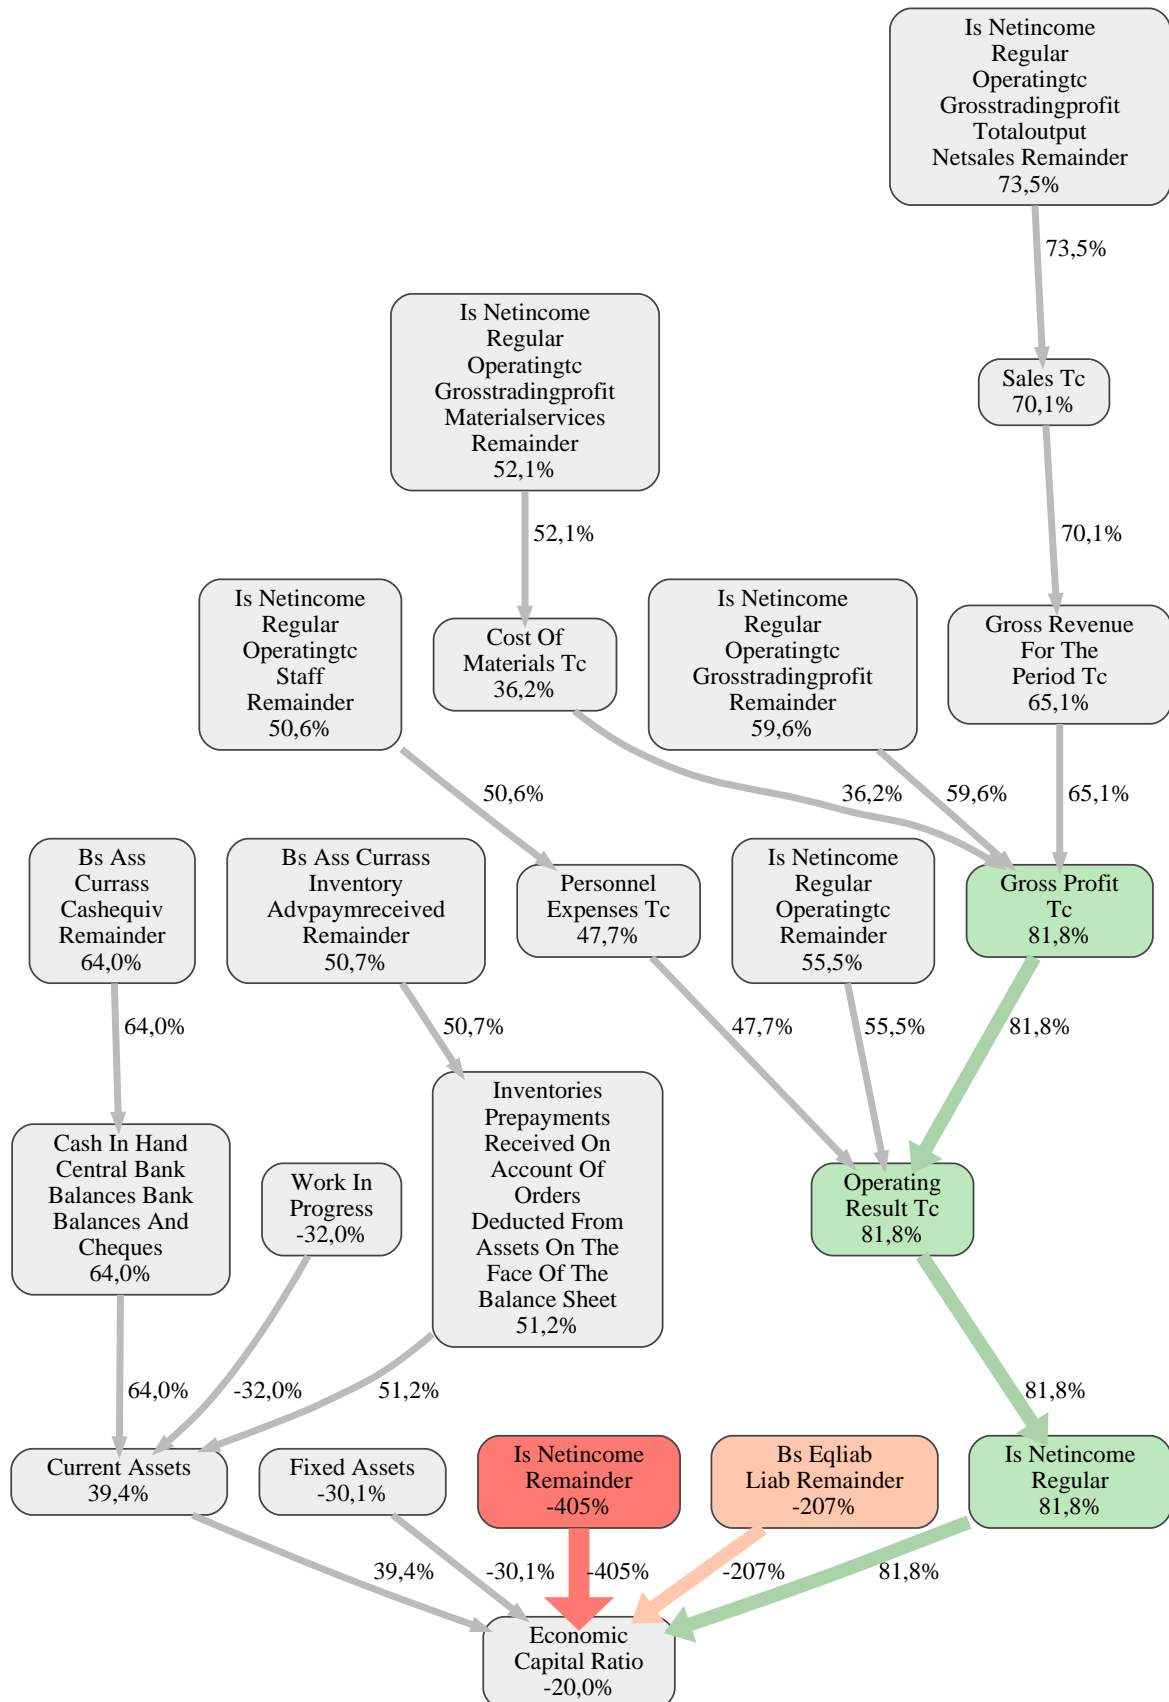 Is Netincome
Regular
Operatingtc
Grosstradingprofit
Totaloutput
Netsales Remainder
73,5%
73,5%
Is Netincome
Regular
Operatingtc
Grosstradingprofit
Materialservices
Remainder
52,1%
Sales Tc
70,1%
52,1%
70,1%
Is Netincome
Regular
Operatingtc
Staff
Remainder
50,6%
Cost Of
Materials Tc
36,2%
Is Netincome
Regular
Operatingtc
Grosstradingprofit
Remainder
59,6%
Gross Revenue
For The
Period Tc
65,1%
50,6%
36,2%
59,6%
65,1%
Bs Ass
Currass
Cashequiv
Remainder
64,0%
Bs Ass Currass
Inventory
Advpaymreceived
Remainder
50,7%
Personnel
Expenses Tc
47,7%
Is Netincome
Regular
Operatingtc
Remainder
55,5%
Gross Profit
Tc
81,8%
64,0%
50,7%
47,7%
55,5%
81,8%
Cash In Hand
Central Bank
Balances Bank
Balances And
Cheques
64,0%
Work In
Progress
-32,0%
Inventories
Prepayments
Received On
Account Of
Orders
Deducted From
Assets On The
Face Of The
Balance Sheet
51,2%
Operating
Result Tc
81,8%
64,0%
-32,0%
51,2%
81,8%
Current Assets
39,4%
Fixed Assets
-30,1%
Is Netincome
Remainder
-405%
Bs Eqliab
Liab Remainder
-207%
Is Netincome
Regular
81,8%
39,4%
-30,1%
-405%
-207%
81,8%
Economic
Capital Ratio
-20,0%